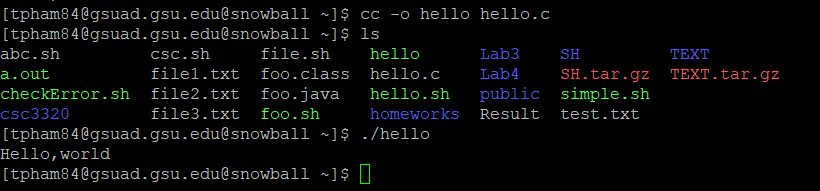 [tpham84@gsuad.gsu.edu@snowball ~]$ cc -o hello hello.c
[tpham84@gsuad.gsu.edu@snowball ~]$ ls
abc.sh csc.sh file.sh hello Lab3 SH TEXT
a.out file1.txt foo.class hello.c Lab4 SH.tar.gz TEXT.tar.gz
checkError.sh file2.txt foo.java hello.sh public simple.sh
csc3320 file3.txt foo.sh homeworks Result test.txt
[tpham84@gsuad.gsu.edu@snowball ~]$ ./hello
Hello,world
[tpham84@gsuad.gsu.edu@snowball ~]$